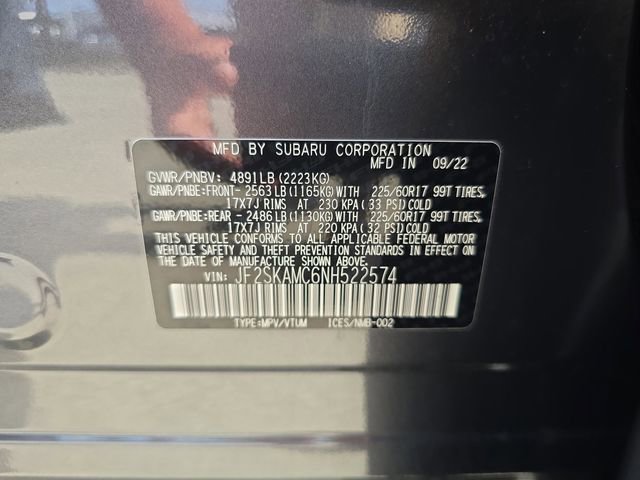 MFD BY SUBARU CORPORATION
MFD IN 09/22
GVWR/PNBV: 4891LB(2223KG)
GAWR/PNBE:FRONT- 2563LB(1165KG)WITH 225/60R17 99T TIRES,
17X7J RIMS AT 230 KPA(33 PSI)COLD
GAWR/PNBE:REAR -2486LB(1130KG)WITH 225/60R17 99T TIRES,
17X7J RIMS AT 220 KPA(32 PSI)COLD
THIS VEHICLE CONFORMS TO ALL APPLICABLE FEDERAL MOTOR
VEHICLE SAFETY AND THEFT PREVENTION STANDARDS IN EFFECT ON
THE DATE OF MANUFACTURE SHOWN ABOVE.
VIN: JF2SKAMC6NH522574
TYPE:MPV/VTUM ICES/NMB-002